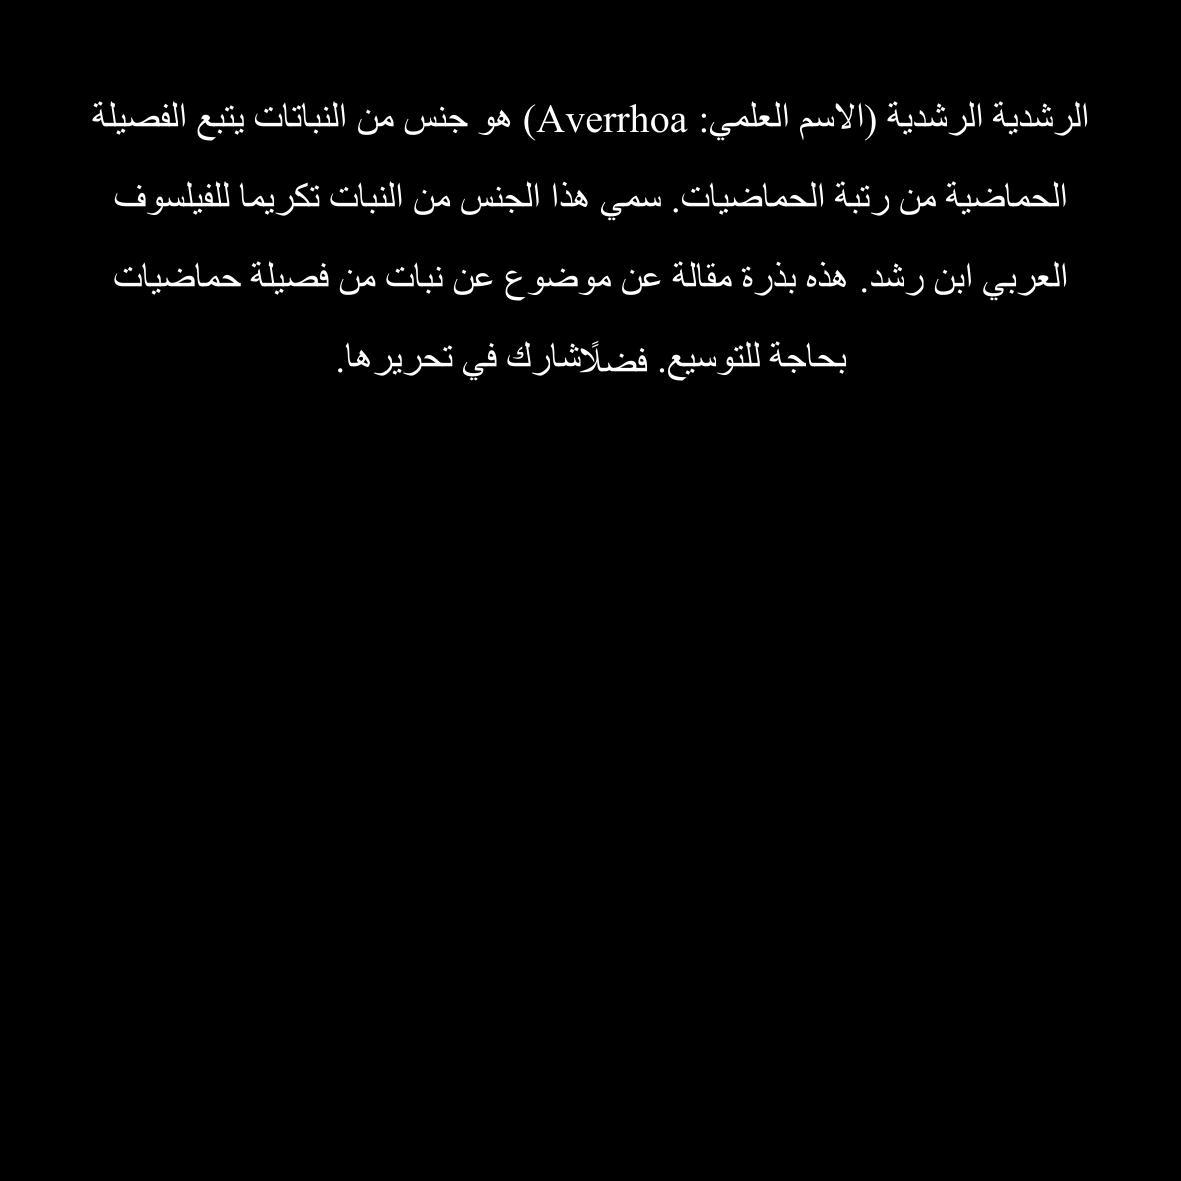 الرشدية الرشدية (الاسم العلمي: Averrhoa) هو جنس من النباتات يتبع الفصيلة
الحماضية من رتبة الحماضيات. سمي هذا الجنس من النبات تكريما للفيلسوف
العربي ابن رشد. هذه بذرة مقالة عن موضوع عن نبات من فصيلة حماضيات
بحاجة للتوسيع. فضلًاشارك في تحريرها.